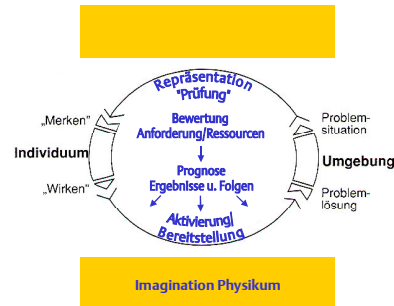 Repräsentation
"Prüfung"
„Merken”
Bewertung
Anforderung/Ressourcen
Problem-
situation
Individuum
Umgebung
Prognose
Ergebnisse u. Folgen
„Wirken”
Problem-
lösung
Aktivierung/
Bereitstellung
Imagination Physikum